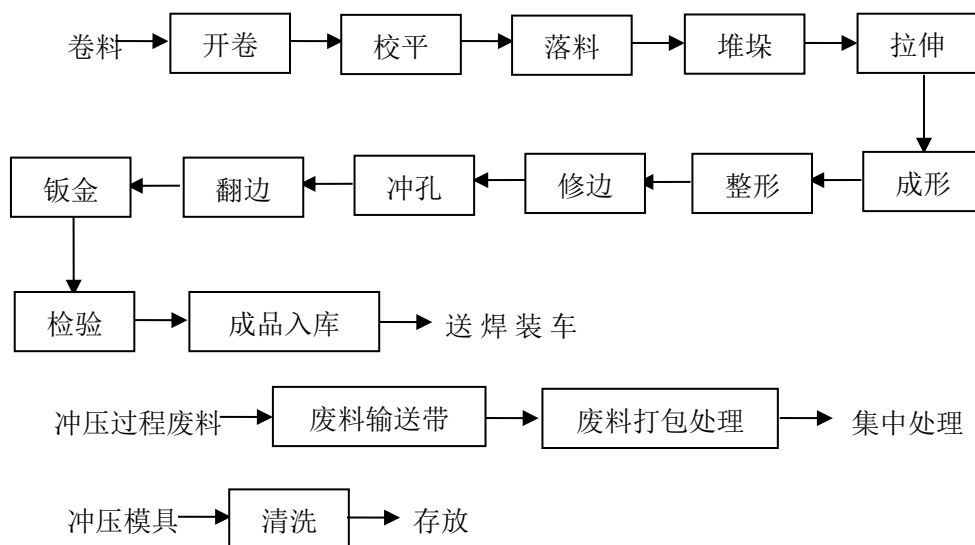 卷料 开卷 校平 落料 堆垛 拉伸
钣金 翻边 冲孔 修边 整形 成形
检验 成品入库 送焊装车
冲压过程废料 废料输送带 废料打包处理 集中处理
冲压模具 清洗 存放